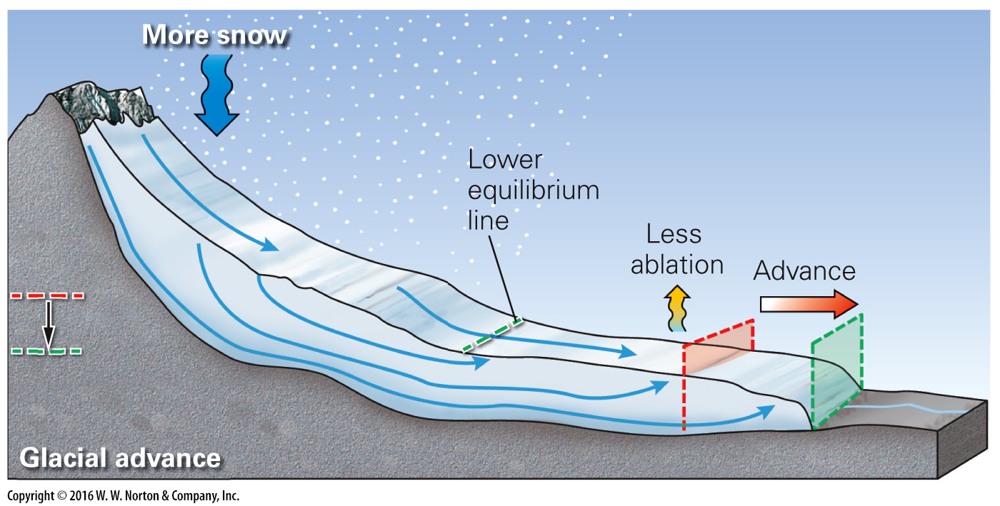 More snow
Lower
equilibrium
line
Less
ablation
Advance
Glacial advance
Copyright © 2016 W. W. Norton & Company, Inc.